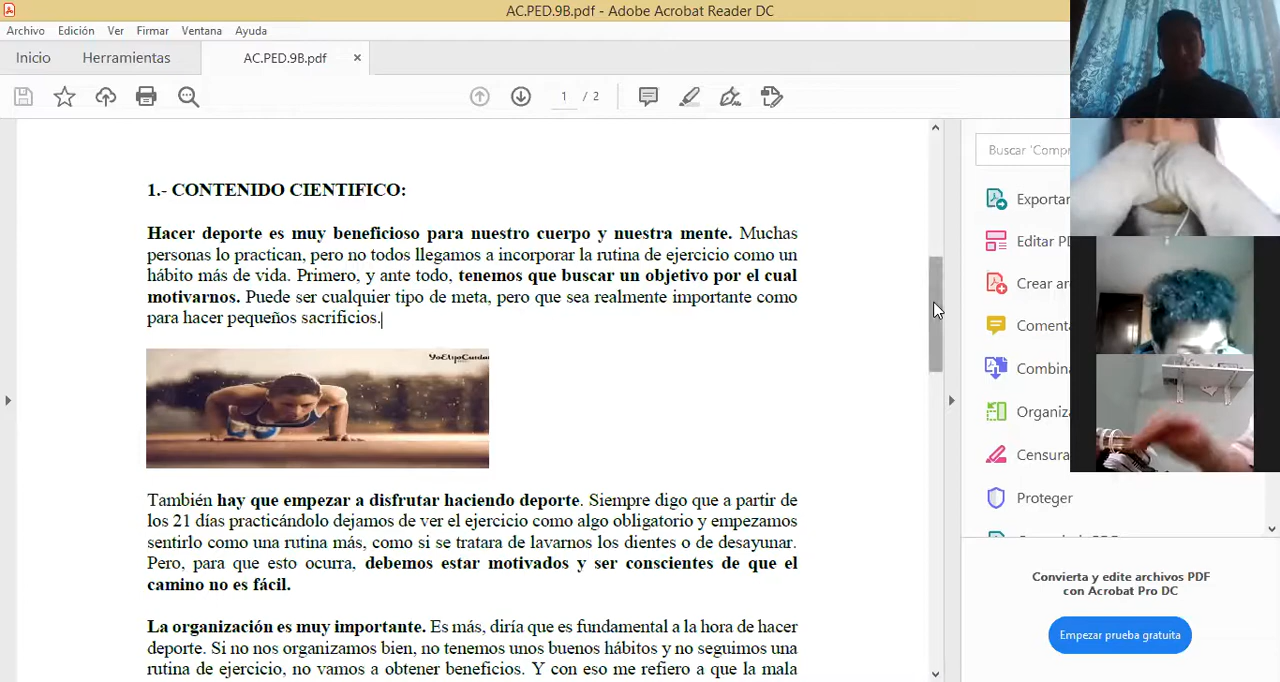 AC.PED.9B.pdf - Adobe Acrobat Reader DC
Archivo Edición Ver Firmar Ventana Ayuda
Inicio Herramientas AC.PED.9B.pdf ×
1 / 2
1.- CONTENIDO CIENTIFICO:
Hacer deporte es muy beneficioso para nuestro cuerpo y nuestra mente. Muchas
personas lo practican, pero no todos llegamos a incorporar la rutina de ejercicio como un
hábito más de vida. Primero, y ante todo, tenemos que buscar un objetivo por el cual
motivarnos. Puede ser cualquier tipo de meta, pero que sea realmente importante como
para hacer pequeños sacrificios.
También hay que empezar a disfrutar haciendo deporte. Siempre digo que a partir de
los 21 días practicándolo dejamos de ver el ejercicio como algo obligatorio y empezamos
sentirlo como una rutina más, como si se tratara de lavarnos los dientes o de desayunar.
Pero, para que esto ocurra, debemos estar motivados y ser conscientes de que el
camino no es fácil.
La organización es muy importante. Es más, diría que es fundamental a la hora de hacer
deporte. Si no nos organizamos bien, no tenemos unos buenos hábitos y no seguimos una
rutina de ejercicio, no vamos a obtener beneficios. Y con eso me refiero a que la mala
Buscar 'Compr
Exportar
Editar PD
Crear ar
Comenta
Combina
Organiza
Censura
Proteger
Convierta y edite archivos PDF
con Acrobat Pro DC
Empezar prueba gratuita